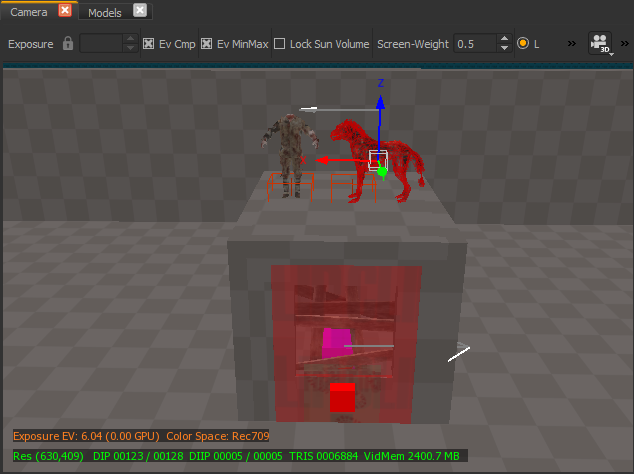 Camera Models
Exposure Ev Cmp Ev MinMax Lock Sun Volume Screen-Weight 0.5 L » 3D »
Z
Exposure EV: 6.04 (0.00 GPU) Color Space: Rec709
Res (630,409) DIP 00123 / 00128 DIIP 00005 / 00005 TRIS 0006884 VidMem 2400.7 MB